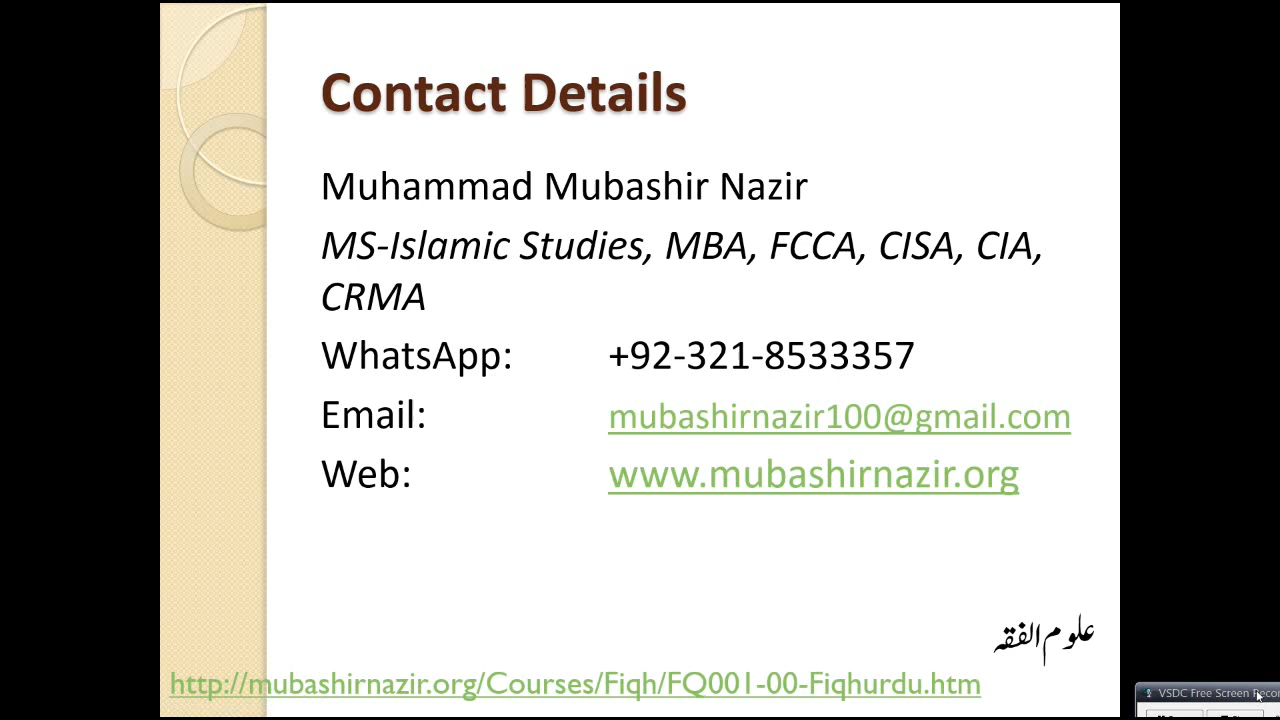 Contact Details
Muhammad Mubashir Nazir
MS-Islamic Studies, MBA, FCCA, CISA, CIA,
CRMA
WhatsApp: +92-321-8533357
Email: mubashirnazir100@gmail.com
Web: www.mubashirnazir.org
علوم الفقہ
http://mubashirnazir.org/Courses/Fiqh/FQ001-00-Fiqhurdu.htm
VSDC Free Screen